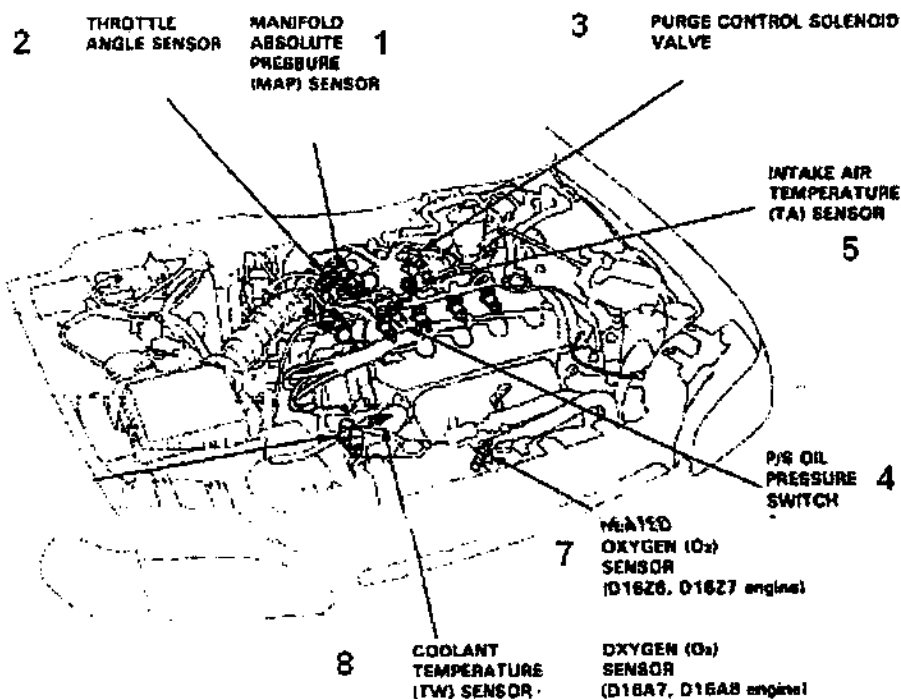 2
THROTTLE
ANGLE SENSOR
MANIFOLD
ABSOLUTE
PRESSURE
(MAP) SENSOR
1
3
PURGE CONTROL SOLENOID
VALVE
INTAKE AIR
TEMPERATURE
(TA) SENSOR
5
P/S OIL
PRESSURE
SWITCH
4
7
HEATED
OXYGEN (O₂)
SENSOR
(D16Z6, D16Z7 engine)
8
COOLANT
TEMPERATURE
(TW) SENSOR
OXYGEN (O₂)
SENSOR
(D16A7, D16A8 engine)